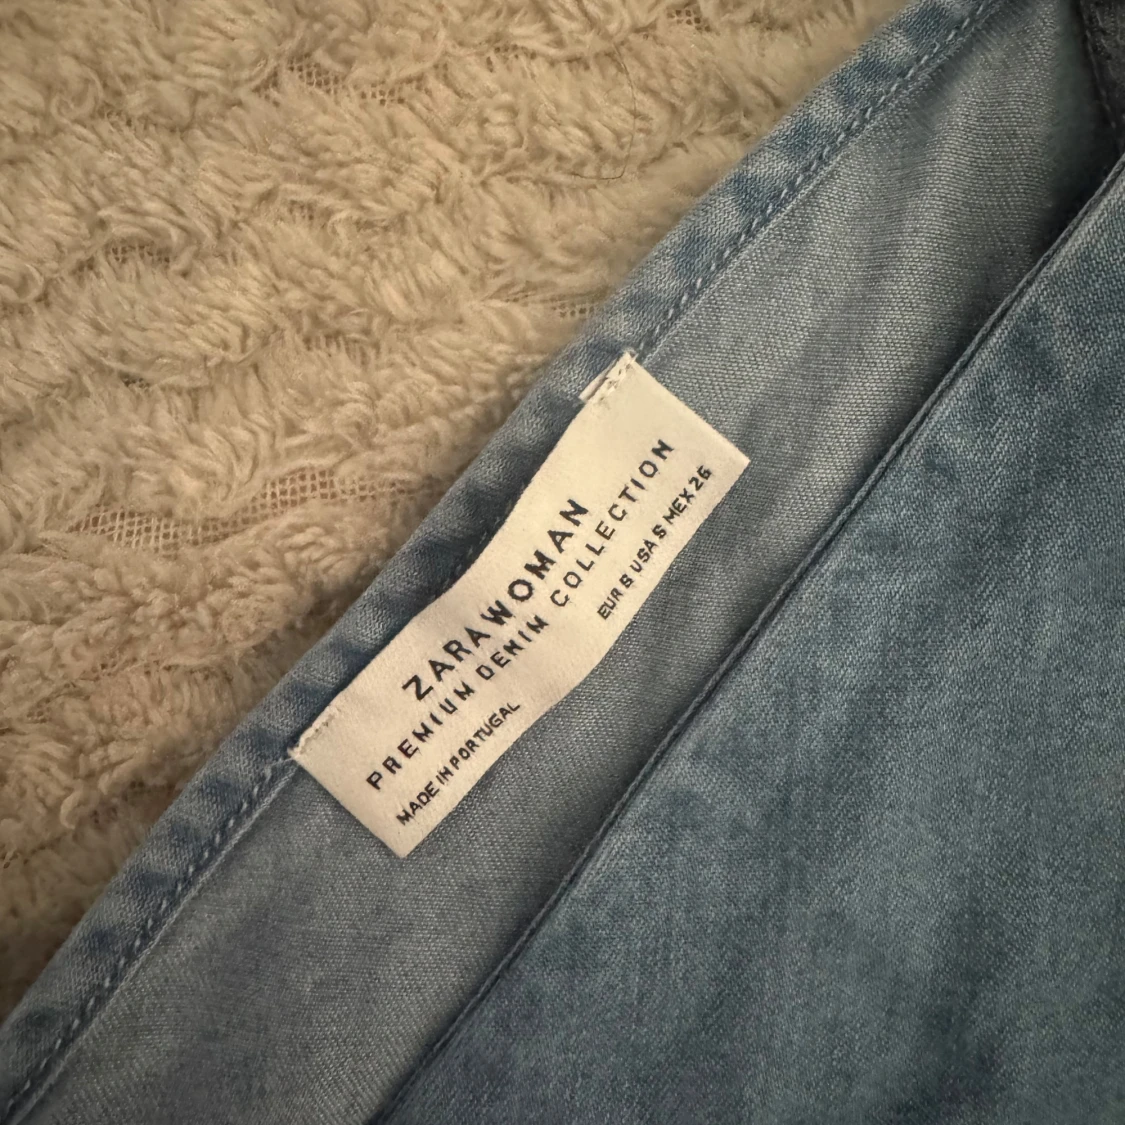 ZARAWOMAN
PREMIUM DENIM COLLECTION
MADE IN PORTUGAL
EUR S USA S MEX 26